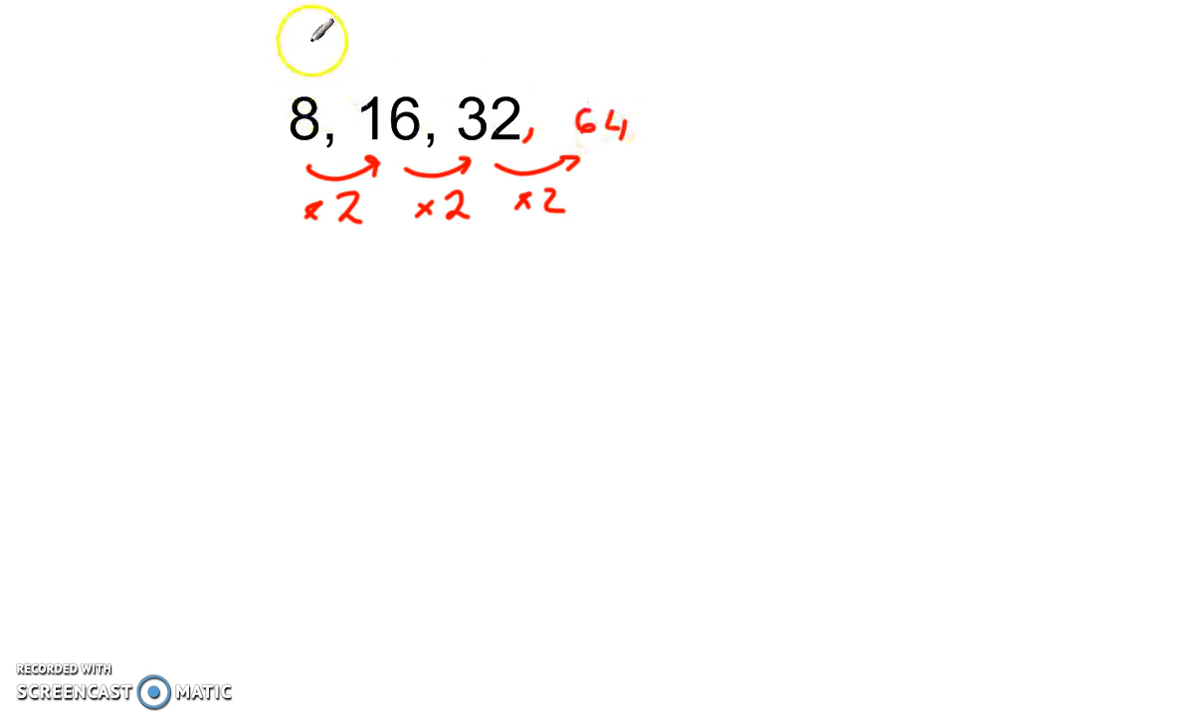 8, 16, 32, 64
×2 ×2 ×2
RECORDED WITH
SCREENCAST MATIC